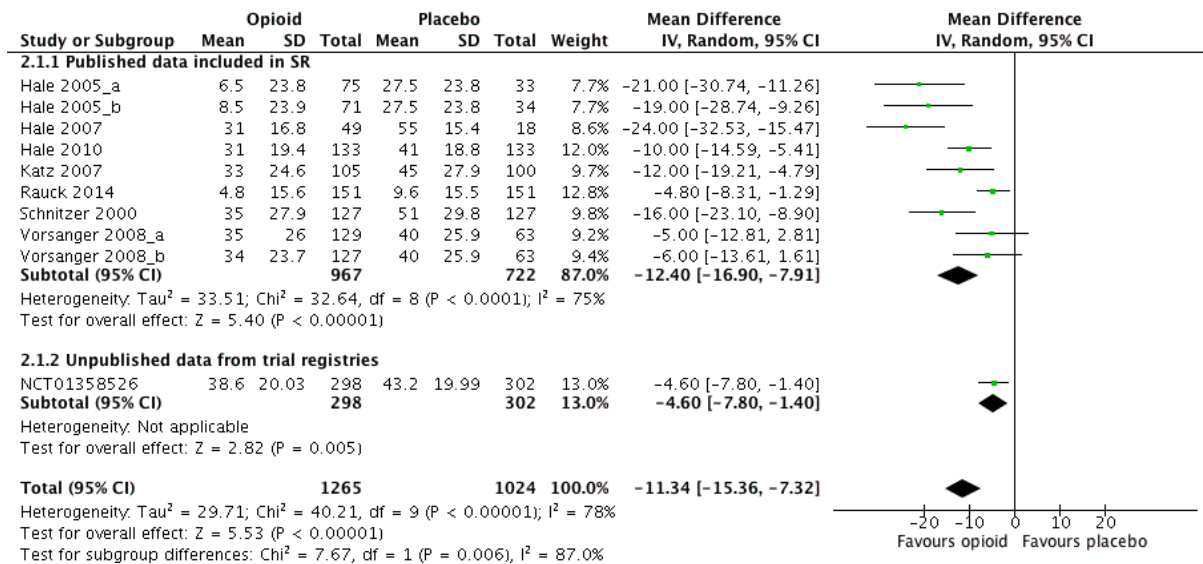 Opioid Placebo Mean Difference Mean Difference
Study or Subgroup Mean SD Total Mean SD Total Weight IV, Random, 95% CI IV, Random, 95% CI
2.1.1 Published data included in SR
Hale 2005_a 6.5 23.8 75 27.5 23.8 33 7.7% -21.00 [-30.74, -11.26]
Hale 2005_b 8.5 23.9 71 27.5 23.8 34 7.7% -19.00 [-28.74, -9.26]
Hale 2007 31 16.8 49 55 15.4 18 8.6% -24.00 [-32.53, -15.47]
Hale 2010 31 19.4 133 41 18.8 133 12.0% -10.00 [-14.59, -5.41]
Katz 2007 33 24.6 105 45 27.9 100 9.7% -12.00 [-19.21, -4.79]
Rauck 2014 4.8 15.6 151 9.6 15.5 151 12.8% -4.80 [-8.31, -1.29]
Schnitzer 2000 35 27.9 127 51 29.8 127 9.8% -16.00 [-23.10, -8.90]
Vorsanger 2008_a 35 26 129 40 25.9 63 9.2% -5.00 [-12.81, 2.81]
Vorsanger 2008_b 34 23.7 127 40 25.9 63 9.4% -6.00 [-13.61, 1.61]
Subtotal (95% CI) 967 722 87.0% -12.40 [-16.90, -7.91]
Heterogeneity: Tau² = 33.51; Chi² = 32.64, df = 8 (P < 0.0001); I² = 75%
Test for overall effect: Z = 5.40 (P < 0.00001)
2.1.2 Unpublished data from trial registries
NCT01358526 38.6 20.03 298 43.2 19.99 302 13.0% -4.60 [-7.80, -1.40]
Subtotal (95% CI) 298 302 13.0% -4.60 [-7.80, -1.40]
Heterogeneity: Not applicable
Test for overall effect: Z = 2.82 (P = 0.005)
Total (95% CI) 1265 1024 100.0% -11.34 [-15.36, -7.32]
Heterogeneity: Tau² = 29.71; Chi² = 40.21, df = 9 (P < 0.00001); I² = 78%
Test for overall effect: Z = 5.53 (P < 0.00001)
Test for subgroup differences: Chi² = 7.67, df = 1 (P = 0.006), I² = 87.0%
-20 -10 0 10 20
Favours opioid Favours placebo